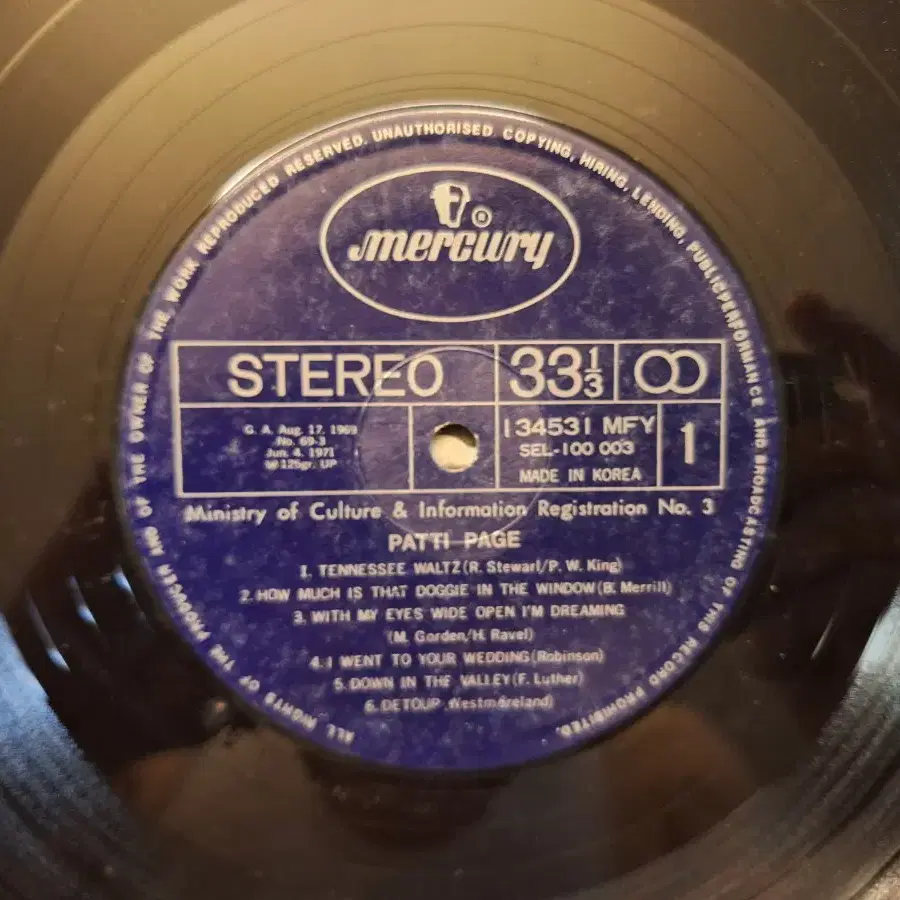 ALL RIGHTS OF THE PRODUCER AND OF THE OWNER OF THE WORK REPRODUCED RESERVED. UNAUTHORISED COPYING, HIRING, LENDING, PUBLICPERFORMANCE AND BROADCASTING OF THIS RECORD PROHIBITED.
®
mercury
STEREO
33⅓
G. A. Aug. 17. 1969
No. 69-3
Jun. 4. 1971
125gr. UP
134531 MFY
SEL-100 003
MADE IN KOREA
1
Ministry of Culture & Information Registration No. 3
PATTI PAGE
1. TENNESSEE WALTZ(R. Stewarl/P. W. King)
2. HOW MUCH IS THAT DOGGIE IN THE WINDOW(B. Merrill)
3. WITH MY EYES WIDE OPEN I'M DREAMING
(M. Gorden/H. Ravel)
4. I WENT TO YOUR WEDDING(Robinson)
5. DOWN IN THE VALLEY(F. Luther)
6. DETOUP (Westmoreland)